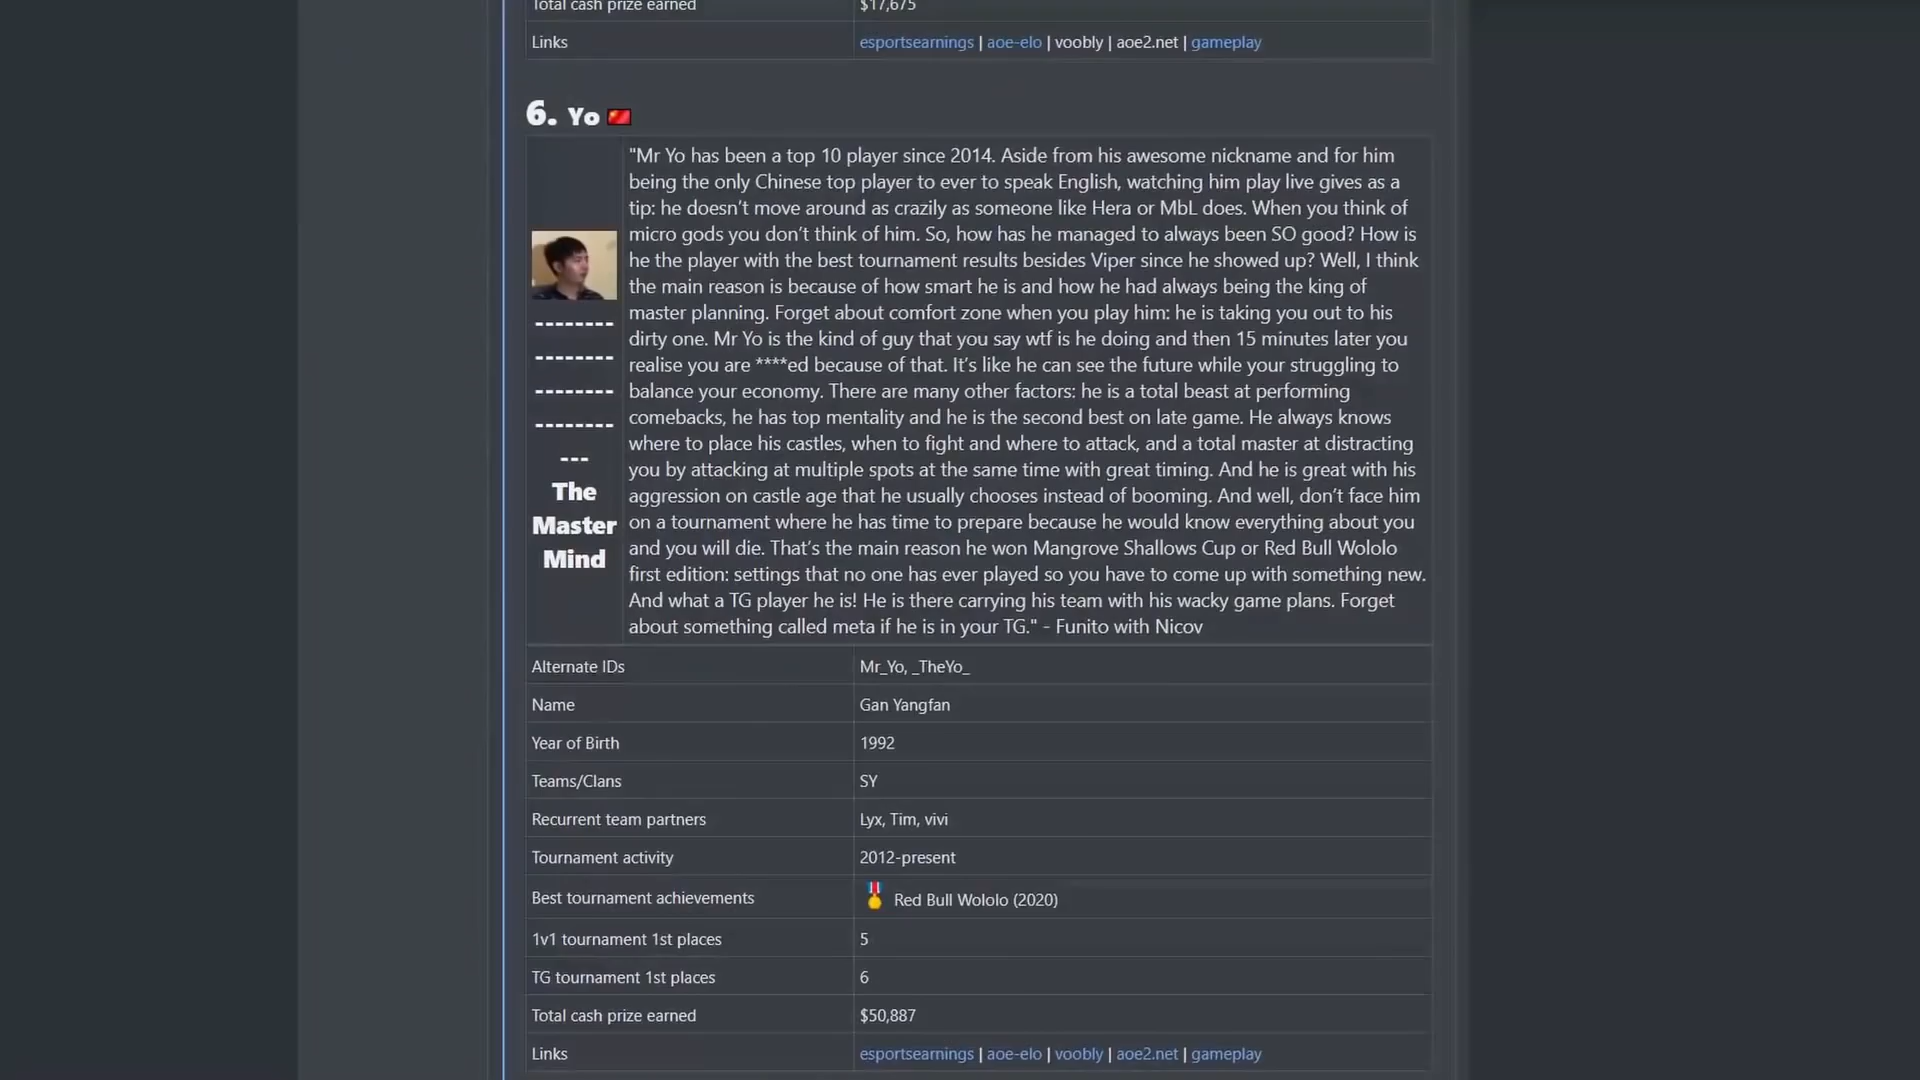 Total cash prize earned $17,675
Links esportsearnings | aoe-elo | voobly | aoe2.net | gameplay
6. Yo
"Mr Yo has been a top 10 player since 2014. Aside from his awesome nickname and for him
being the only Chinese top player to ever to speak English, watching him play live gives as a
tip: he doesn't move around as crazily as someone like Hera or MbL does. When you think of
micro gods you don't think of him. So, how has he managed to always been SO good? How is
he the player with the best tournament results besides Viper since he showed up? Well, I think
the main reason is because of how smart he is and how he had always being the king of
master planning. Forget about comfort zone when you play him: he is taking you out to his
dirty one. Mr Yo is the kind of guy that you say wtf is he doing and then 15 minutes later you
realise you are ****ed because of that. It's like he can see the future while your struggling to
balance your economy. There are many other factors: he is a total beast at performing
comebacks, he has top mentality and he is the second best on late game. He always knows
where to place his castles, when to fight and where to attack, and a total master at distracting
you by attacking at multiple spots at the same time with great timing. And he is great with his
aggression on castle age that he usually chooses instead of booming. And well, don't face him
on a tournament where he has time to prepare because he would know everything about you
and you will die. That's the main reason he won Mangrove Shallows Cup or Red Bull Wololo
first edition: settings that no one has ever played so you have to come up with something new.
And what a TG player he is! He is there carrying his team with his wacky game plans. Forget
about something called meta if he is in your TG." - Funito with Nicov
--------
--------
--------
--------
---
The
Master
Mind
Alternate IDs Mr_Yo, _TheYo_
Name Gan Yangfan
Year of Birth 1992
Teams/Clans SY
Recurrent team partners Lyx, Tim, vivi
Tournament activity 2012-present
Best tournament achievements Red Bull Wololo (2020)
1v1 tournament 1st places 5
TG tournament 1st places 6
Total cash prize earned $50,887
Links esportsearnings | aoe-elo | voobly | aoe2.net | gameplay